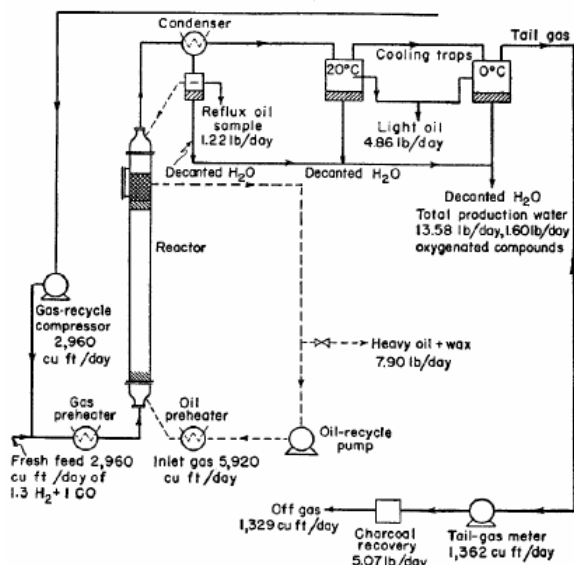 Condenser
Tail gas
Cooling traps
20°C
0°C
Reflux oil
sample
1.22 lb/day
Light oil
4.86 lb/day
Decanted H₂O
Decanted H₂O
Decanted H₂O
Total production water
13.58 lb/day, 1.60 lb/day
oxygenated compounds
Reactor
Gas-recycle
compressor
2,960
cu ft/day
Heavy oil + wax
7.90 lb/day
Gas
preheater
Oil
preheater
Oil-recycle
pump
Fresh feed 2,960
cu ft/day of
1.3 H₂ + 1 CO
Inlet gas 5,920
cu ft/day
Off gas
1,329 cu ft/day
Charcoal
recovery
5.07 lb/day
Tail-gas meter
1,362 cu ft/day